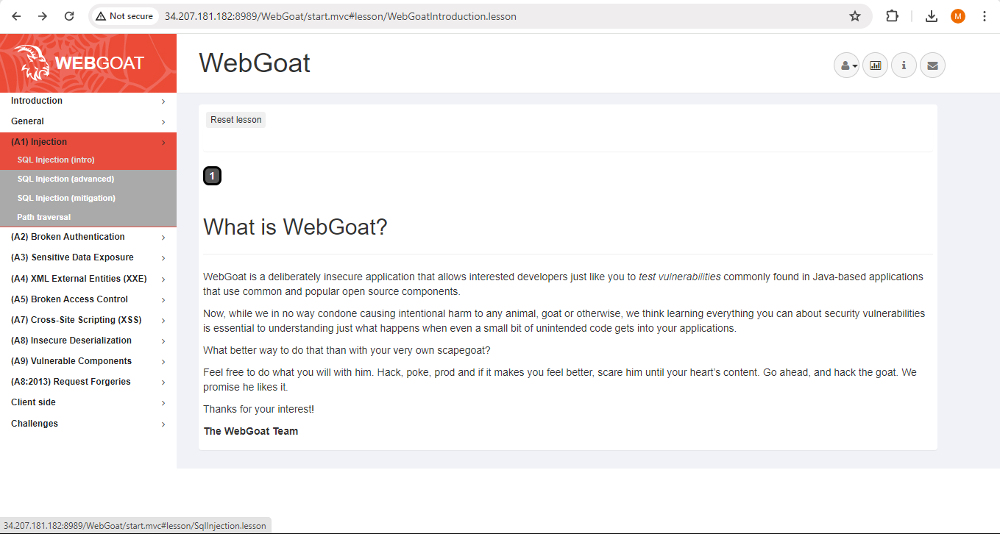 Not secure
34.207.181.182:8989/WebGoat/start.mvc#lesson/WebGoatIntroduction.lesson
M
WEBGOAT
WebGoat
Introduction
General
(A1) Injection
SQL Injection (intro)
SQL Injection (advanced)
SQL Injection (mitigation)
Path traversal
(A2) Broken Authentication
(A3) Sensitive Data Exposure
(A4) XML External Entities (XXE)
(A5) Broken Access Control
(A7) Cross-Site Scripting (XSS)
(A8) Insecure Deserialization
(A9) Vulnerable Components
(A8:2013) Request Forgeries
Client side
Challenges
Reset lesson
1
What is WebGoat?
WebGoat is a deliberately insecure application that allows interested developers just like you to test vulnerabilities commonly found in Java-based applications
that use common and popular open source components.
Now, while we in no way condone causing intentional harm to any animal, goat or otherwise, we think learning everything you can about security vulnerabilities
is essential to understanding just what happens when even a small bit of unintended code gets into your applications.
What better way to do that than with your very own scapegoat?
Feel free to do what you will with him. Hack, poke, prod and if it makes you feel better, scare him until your heart’s content. Go ahead, and hack the goat. We
promise he likes it.
Thanks for your interest!
The WebGoat Team
34.207.181.182:8989/WebGoat/start.mvc#lesson/SqlInjection.lesson